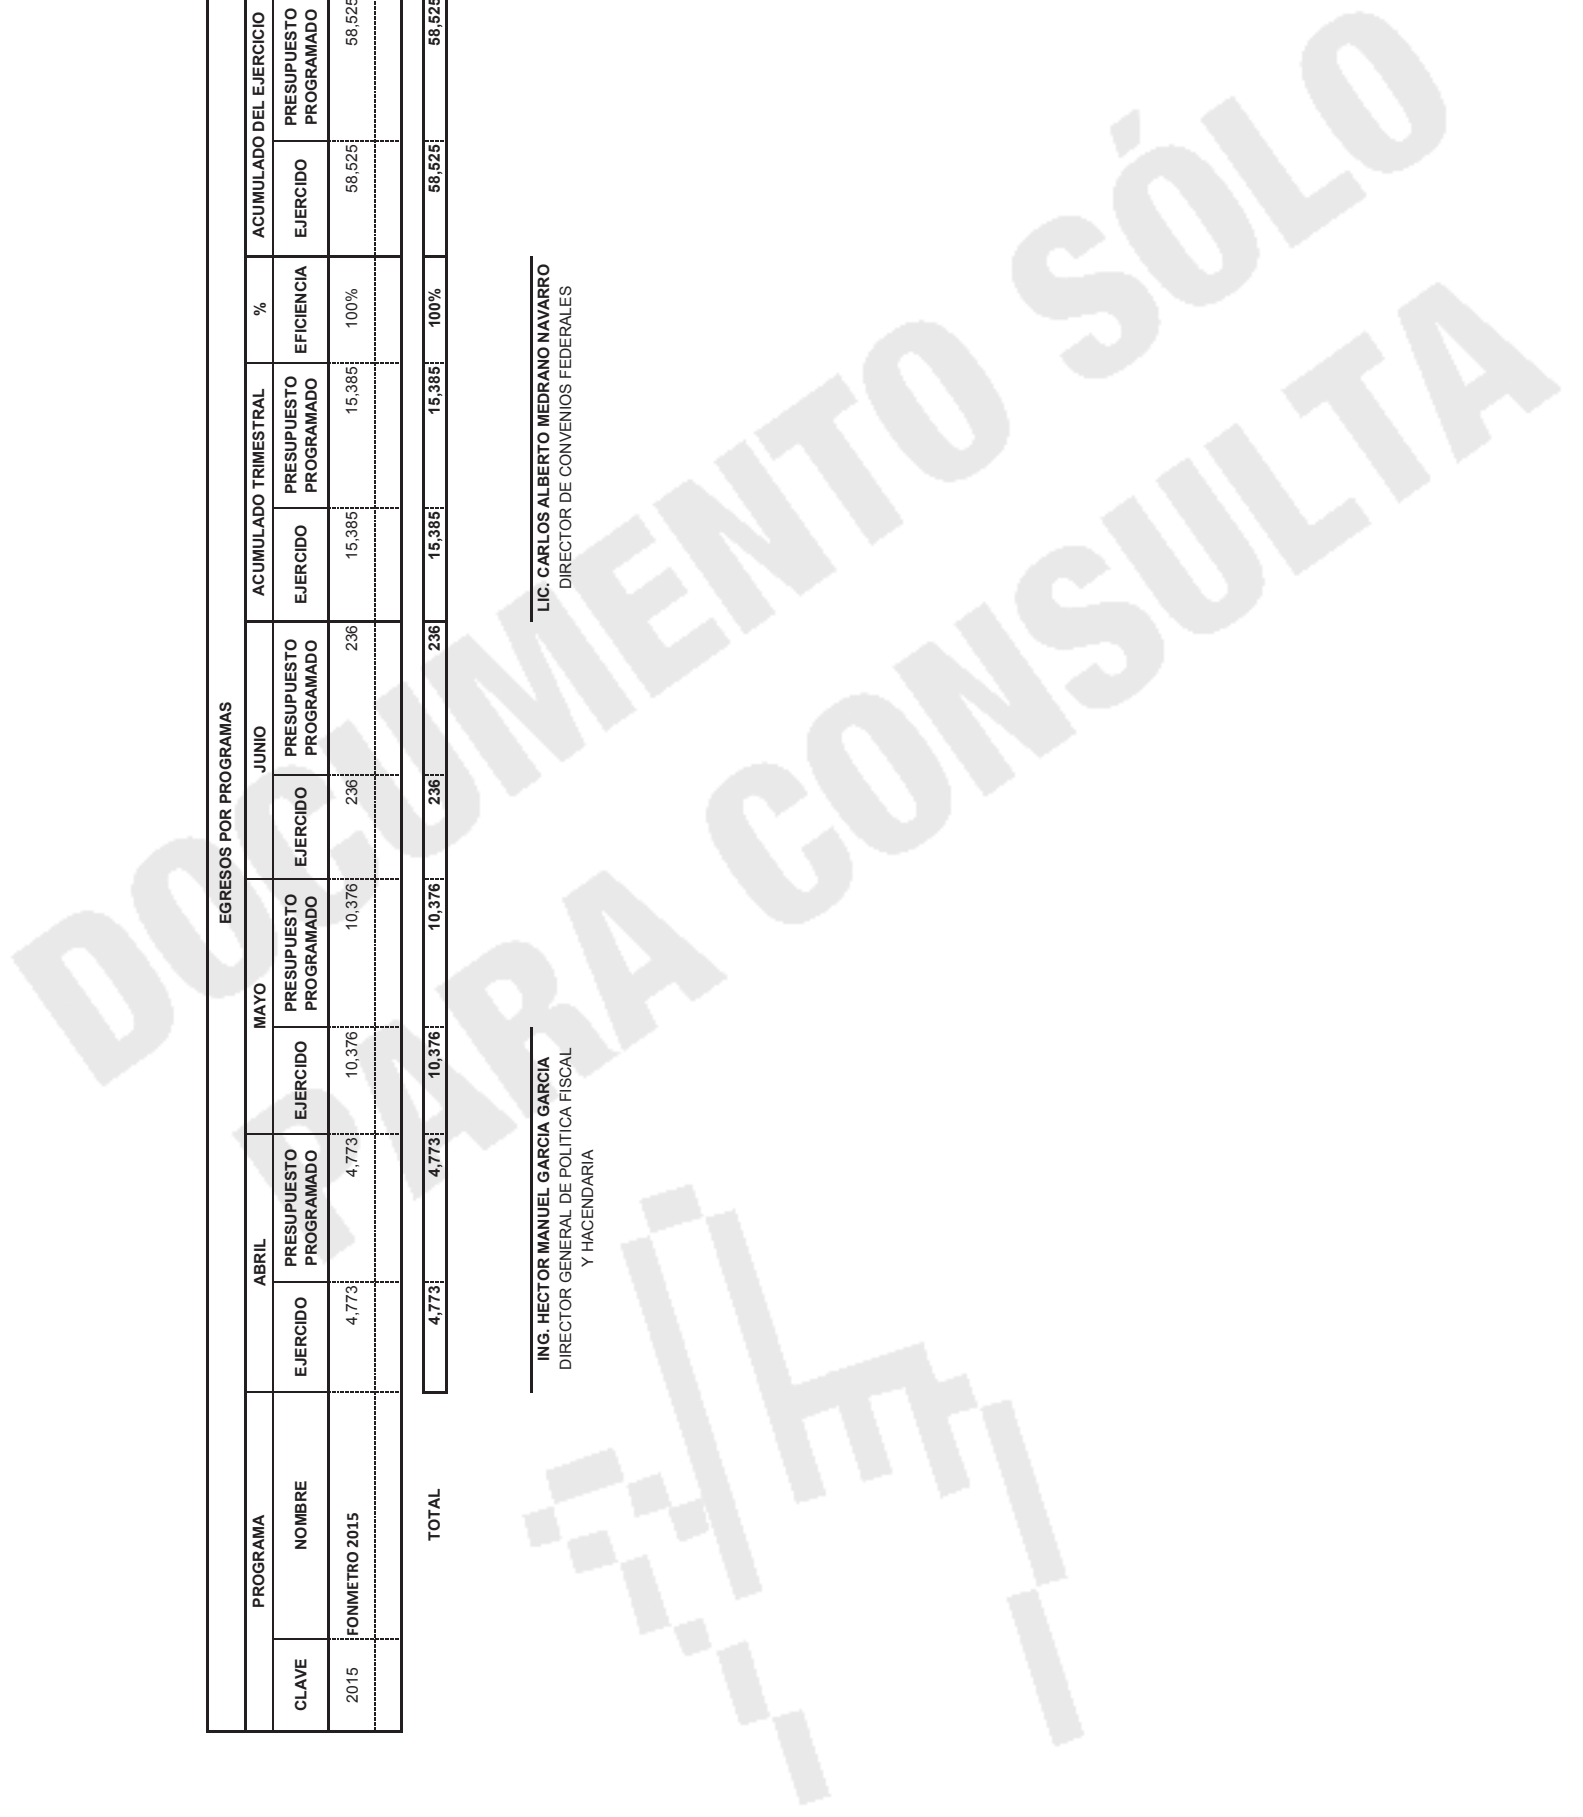 EGRESOS POR PROGRAMAS
PROGRAMA ABRIL MAYO JUNIO ACUMULADO TRIMESTRAL % ACUMULADO DEL EJERCICIO
CLAVE NOMBRE EJERCIDO PRESUPUESTO PROGRAMADO EJERCIDO PRESUPUESTO PROGRAMADO EJERCIDO PRESUPUESTO PROGRAMADO EJERCIDO PRESUPUESTO PROGRAMADO EFICIENCIA EJERCIDO PRESUPUESTO PROGRAMADO
2015 FONMETRO 2015 4,773 4,773 10,376 10,376 236 236 15,385 15,385 100% 58,525 58,525
TOTAL 4,773 4,773 10,376 10,376 236 236 15,385 15,385 100% 58,525 58,525
ING. HECTOR MANUEL GARCIA GARCIA
DIRECTOR GENERAL DE POLITICA FISCAL
Y HACENDARIA
LIC. CARLOS ALBERTO MEDRANO NAVARRO
DIRECTOR DE CONVENIOS FEDERALES
DOCUMENTO SÓLO
PARA CONSULTA